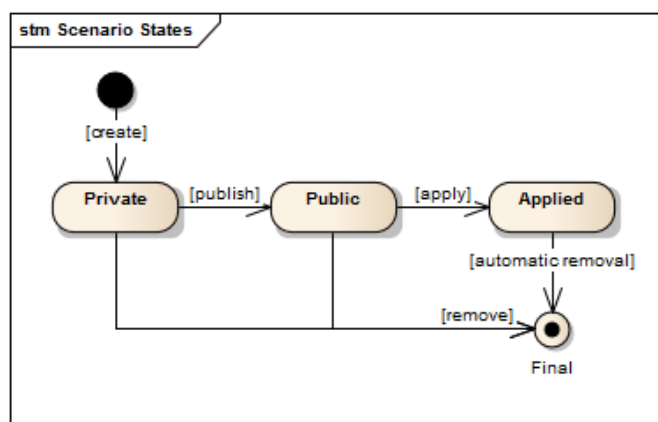 stm Scenario States
[create]
Private
[publish]
Public
[apply]
Applied
[automatic removal]
[remove]
Final